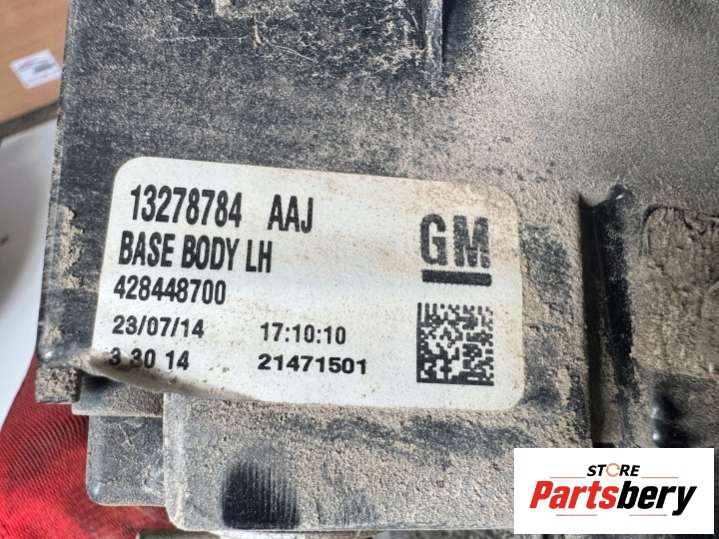 13278784 AAJ
BASE BODY LH
GM
428448700
23/07/14 17:10:10
3 30 14 21471501
STORE
Partsbery